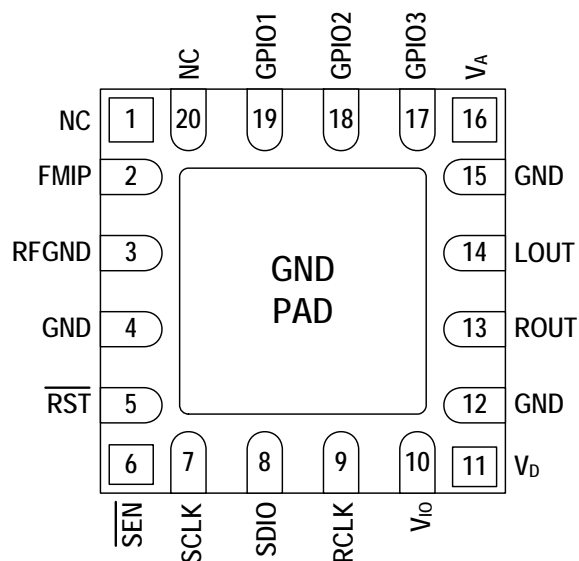 NC
GPIO1
GPIO2
GPIO3
VA
NC 1 20 19 18 17 16
FMIP 2 15 GND
RFGND 3 14 LOUT
GND
PAD
GND 4 13 ROUT
RST 5 12 GND
6 7 8 9 10 11 VD
SEN
SCLK
SDIO
RCLK
VIO